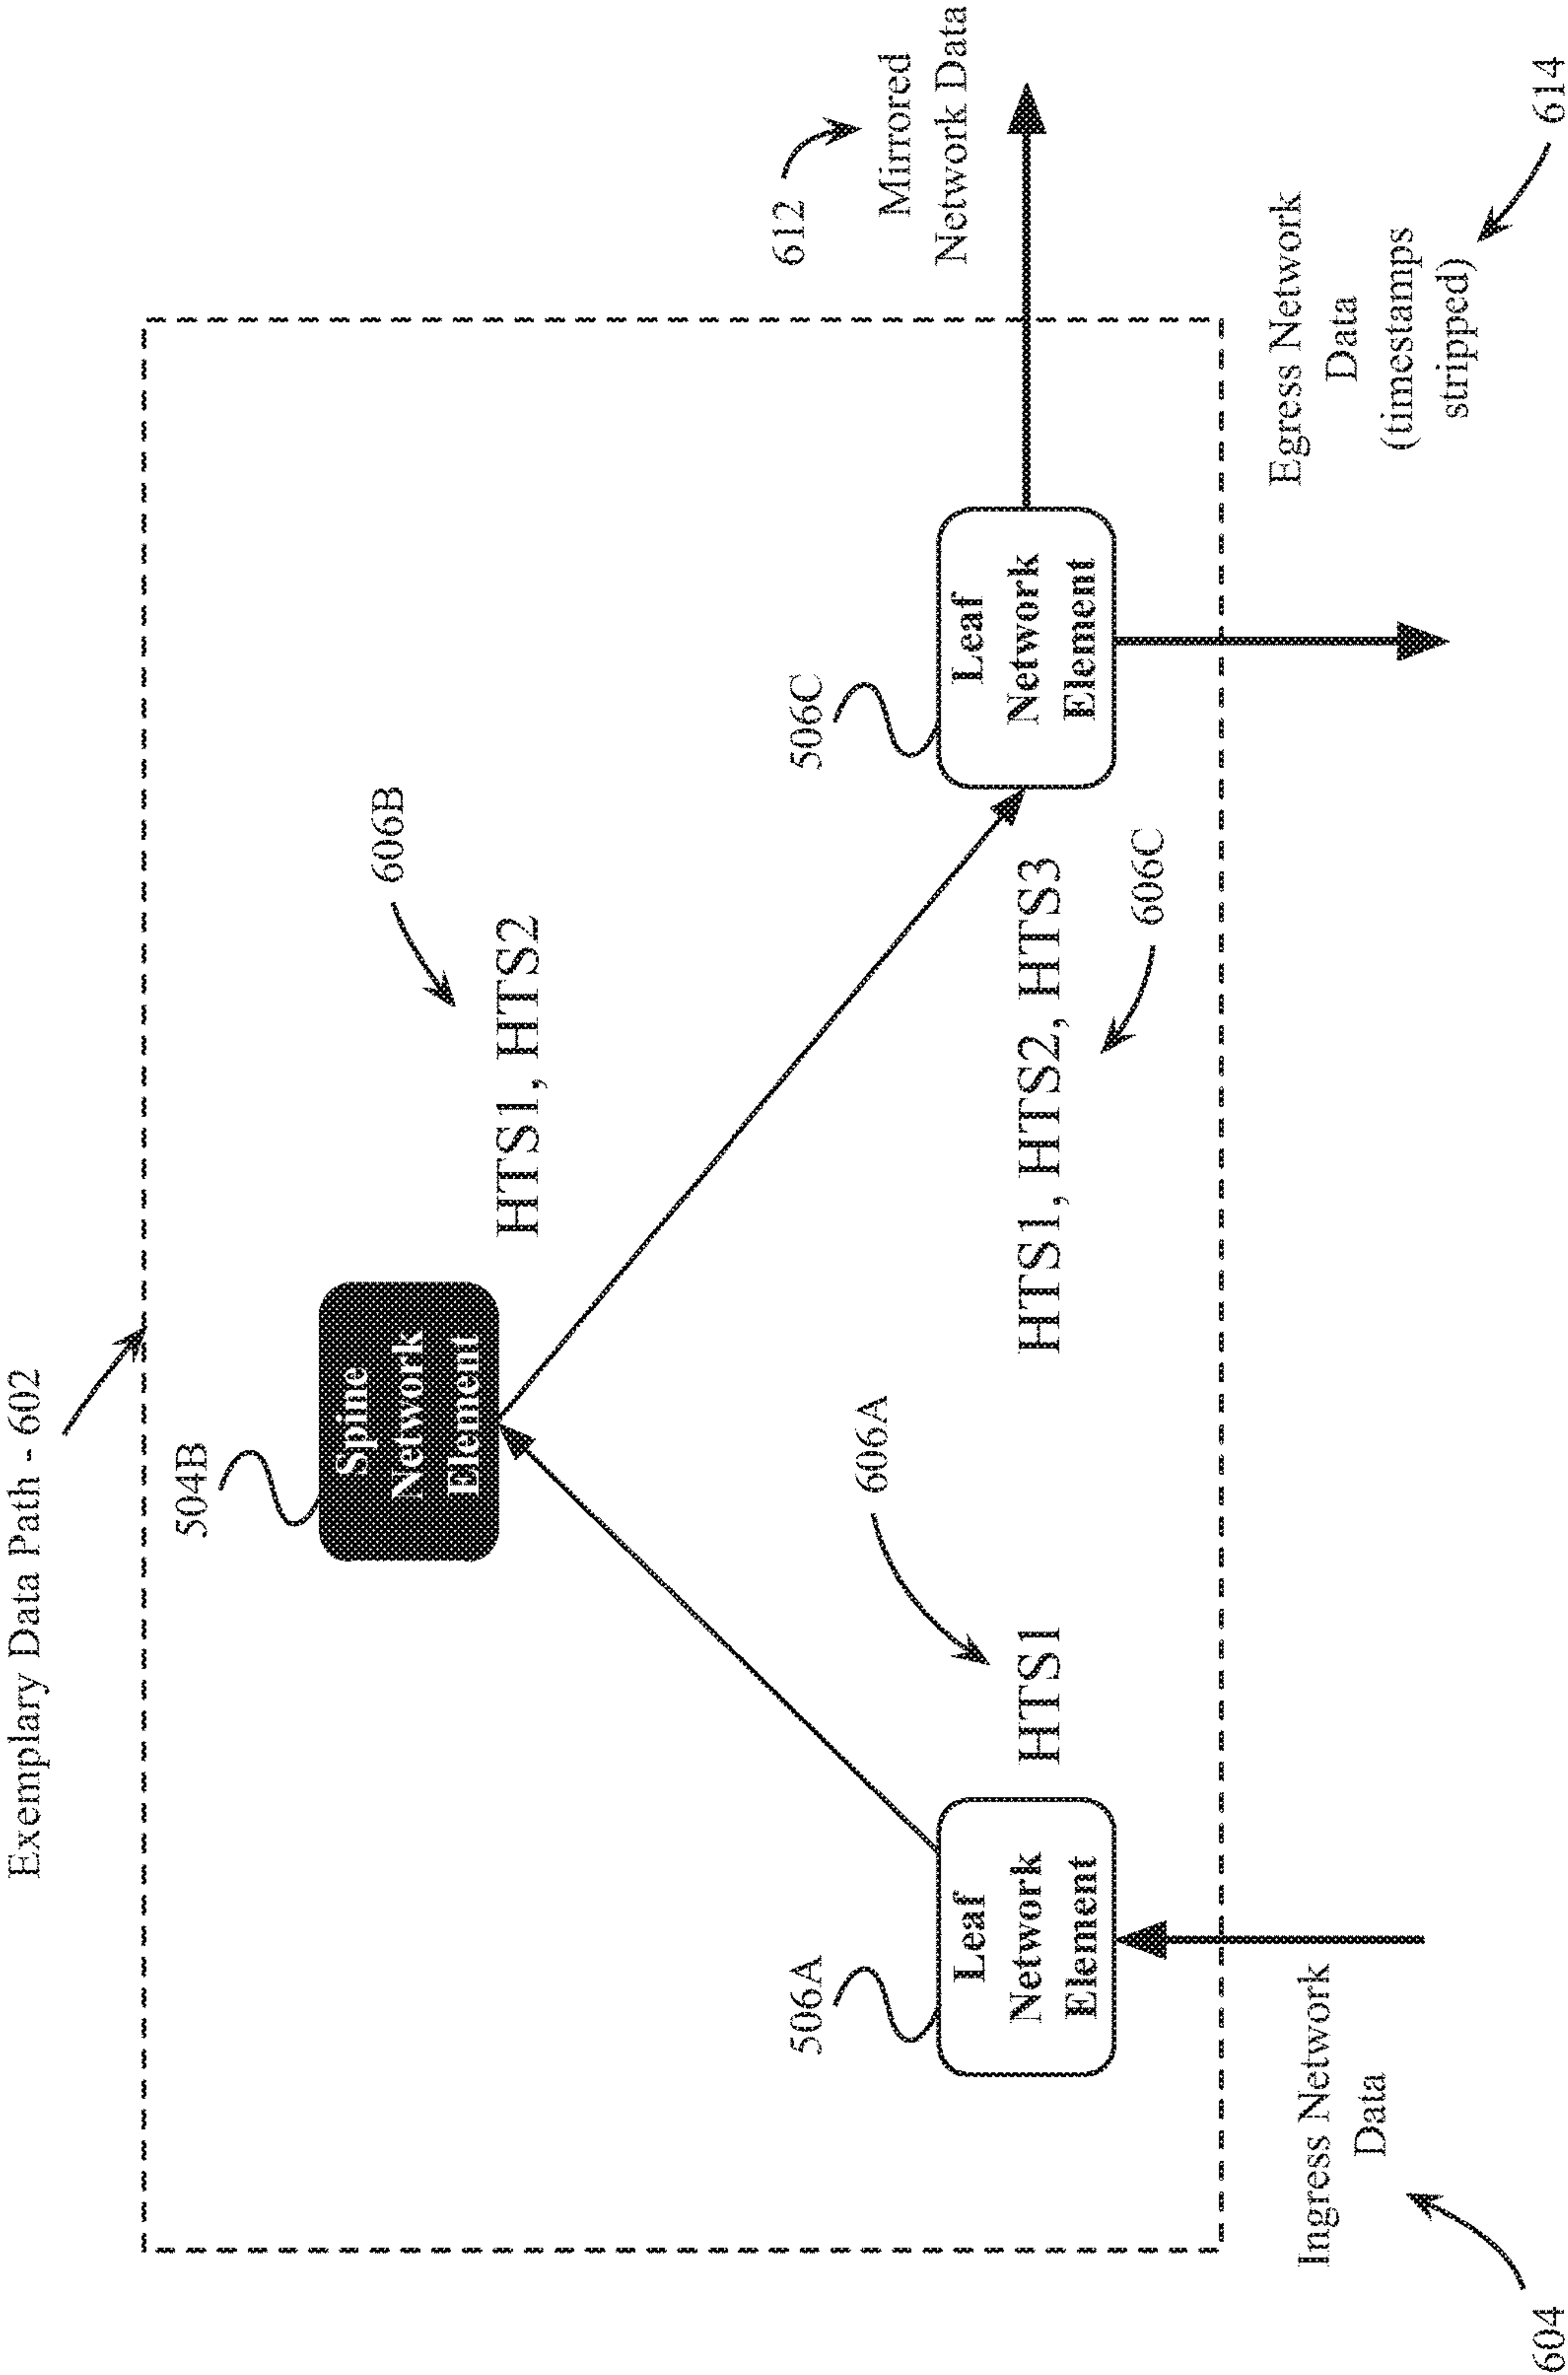 Exemplary Data Path - 602
504B
Spine
Network
Element
606B
HTS1, HTS2
506A
Leaf
Network
Element
606A
HTS1
HTS1, HTS2, HTS3
606C
506C
Leaf
Network
Element
612
Mirrored
Network Data
Ingress Network
Data
604
Egress Network
Data
(timestamps
stripped)
614